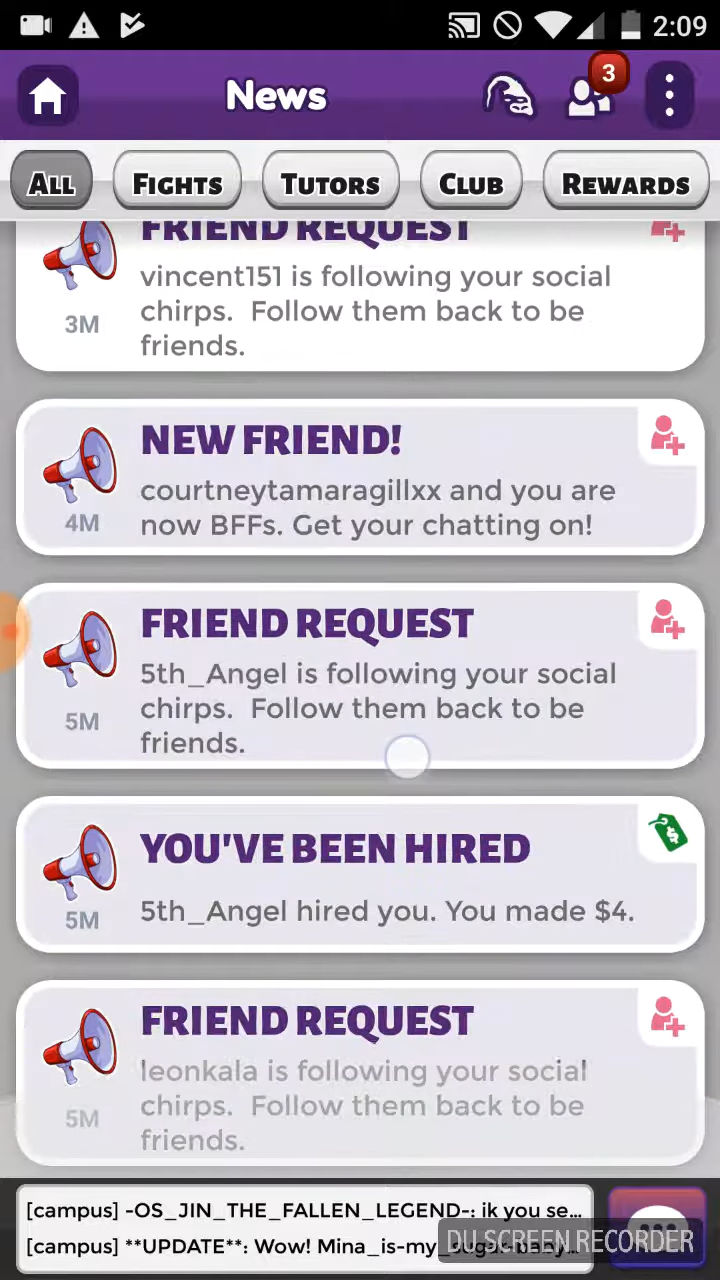 2:09
News
3
All
Fights
Tutors
Club
Rewards
FRIEND REQUEST
vincent151 is following your social
chirps.  Follow them back to be
friends.
3M
NEW FRIEND!
courtneytamaragillxx and you are
now BFFs. Get your chatting on!
4M
FRIEND REQUEST
5th_Angel is following your social
chirps.  Follow them back to be
friends.
5M
YOU'VE BEEN HIRED
5th_Angel hired you. You made $4.
5M
FRIEND REQUEST
leonkala is following your social
chirps.  Follow them back to be
friends.
5M
[campus] -OS_JIN_THE_FALLEN_LEGEND-: ik you se...
[campus] **UPDATE**: Wow! Mina_is-my_sugar-baby...
DU SCREEN RECORDER